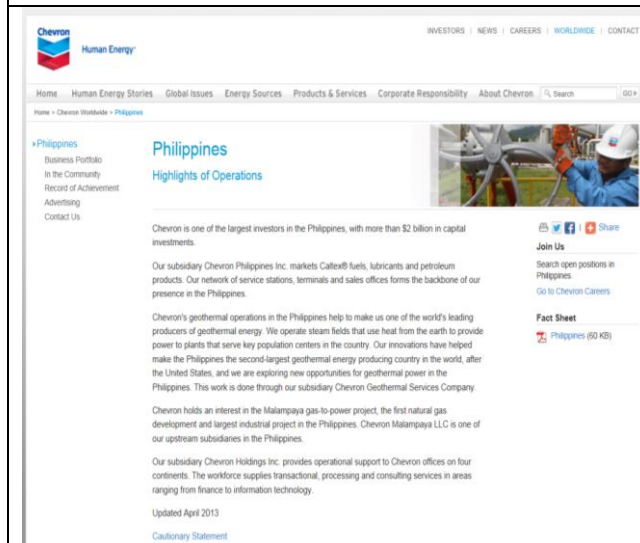 Chevron
Human Energy®
INVESTORS | NEWS | CAREERS | WORLDWIDE | CONTACT
Home Human Energy Stories Global Issues Energy Sources Products & Services Corporate Responsibility About Chevron Search GO
Home > Chevron Worldwide > Philippines
Philippines
Business Portfolio
In the Community
Record of Achievement
Advertising
Contact Us
Philippines
Highlights of Operations
Chevron is one of the largest investors in the Philippines, with more than $2 billion in capital
investments.
Our subsidiary Chevron Philippines Inc. markets Caltex® fuels, lubricants and petroleum
products. Our network of service stations, terminals and sales offices forms the backbone of our
presence in the Philippines.
Chevron's geothermal operations in the Philippines help to make us one of the world's leading
producers of geothermal energy. We operate steam fields that use heat from the earth to provide
power to plants that serve key population centers in the country. Our innovations have helped
make the Philippines the second-largest geothermal energy producing country in the world, after
the United States, and we are exploring new opportunities for geothermal power in the
Philippines. This work is done through our subsidiary Chevron Geothermal Services Company.
Chevron holds an interest in the Malampaya gas-to-power project, the first natural gas
development and largest industrial project in the Philippines. Chevron Malampaya LLC is one of
our upstream subsidiaries in the Philippines.
Our subsidiary Chevron Holdings Inc. provides operational support to Chevron offices on four
continents. The workforce supplies transactional, processing and consulting services in areas
ranging from finance to information technology.
Updated April 2013
Cautionary Statement
| Share
Join Us
Search open positions in
Philippines.
Go to Chevron Careers
Fact Sheet
Philippines (60 KB)